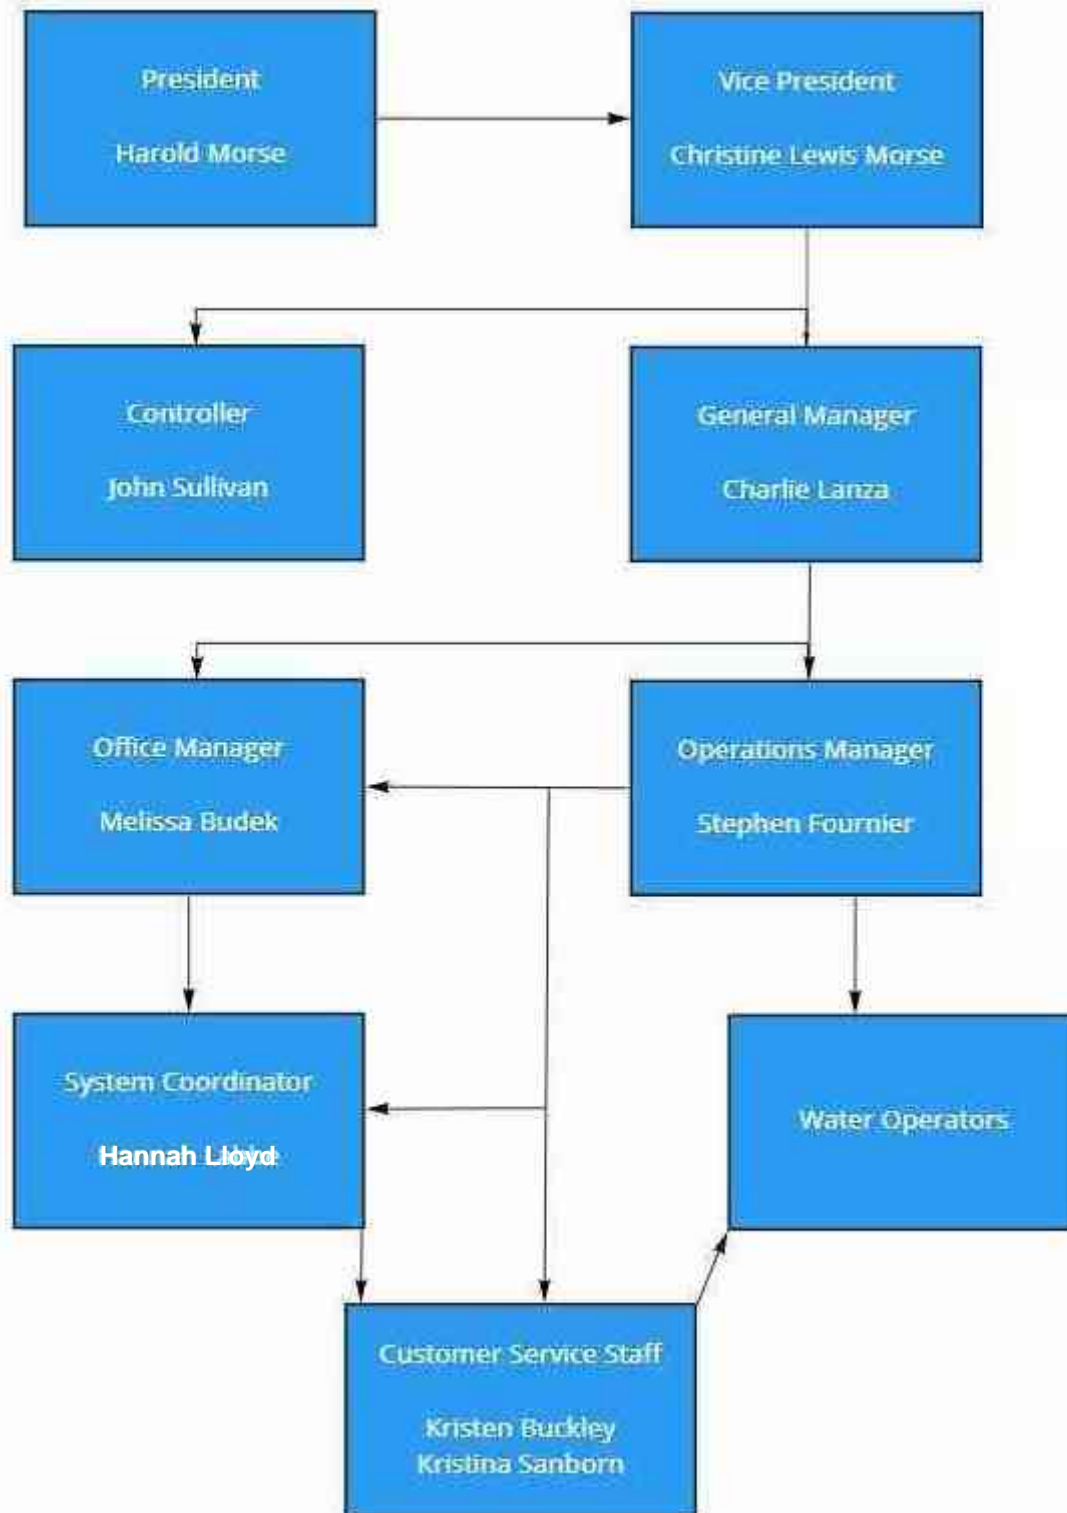 President
Harold Morse
Vice President
Christine Lewis Morse
Controller
John Sullivan
General Manager
Charlie Lanza
Office Manager
Melissa Budek
Operations Manager
Stephen Fournier
System Coordinator
Hannah Lloyd
Water Operators
Customer Service Staff
Kristen Buckley
Kristina Sanborn